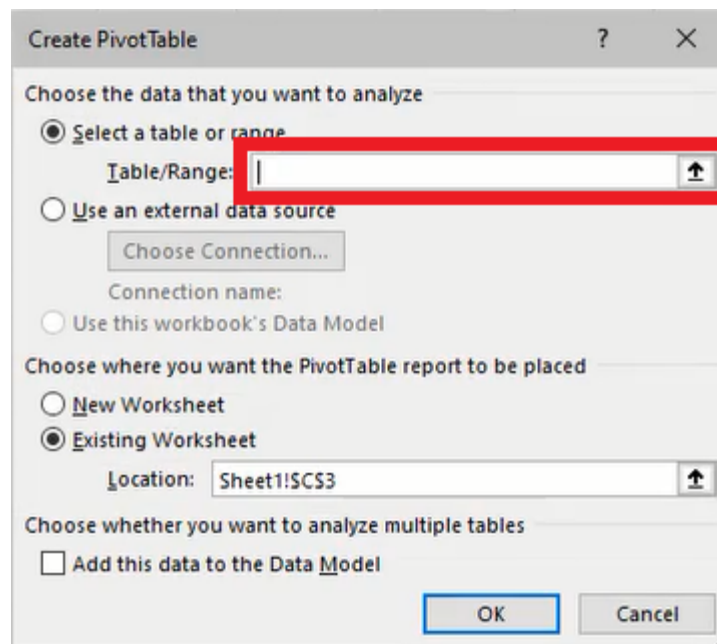 Create PivotTable ?
Choose the data that you want to analyze
Select a table or range
Table/Range:
Use an external data source
Choose Connection...
Connection name:
Use this workbook's Data Model
Choose where you want the PivotTable report to be placed
New Worksheet
Existing Worksheet
Location: Sheet1!$C$3
Choose whether you want to analyze multiple tables
Add this data to the Data Model
OK Cancel